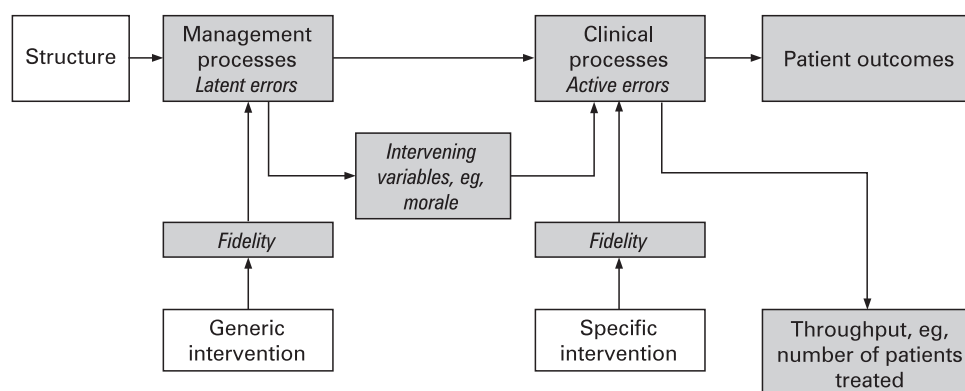 Structure
Management
processes
Latent errors
Clinical
processes
Active errors
Patient outcomes
Intervening
variables, eg,
morale
Fidelity
Fidelity
Generic
intervention
Specific
intervention
Throughput, eg,
number of patients
treated